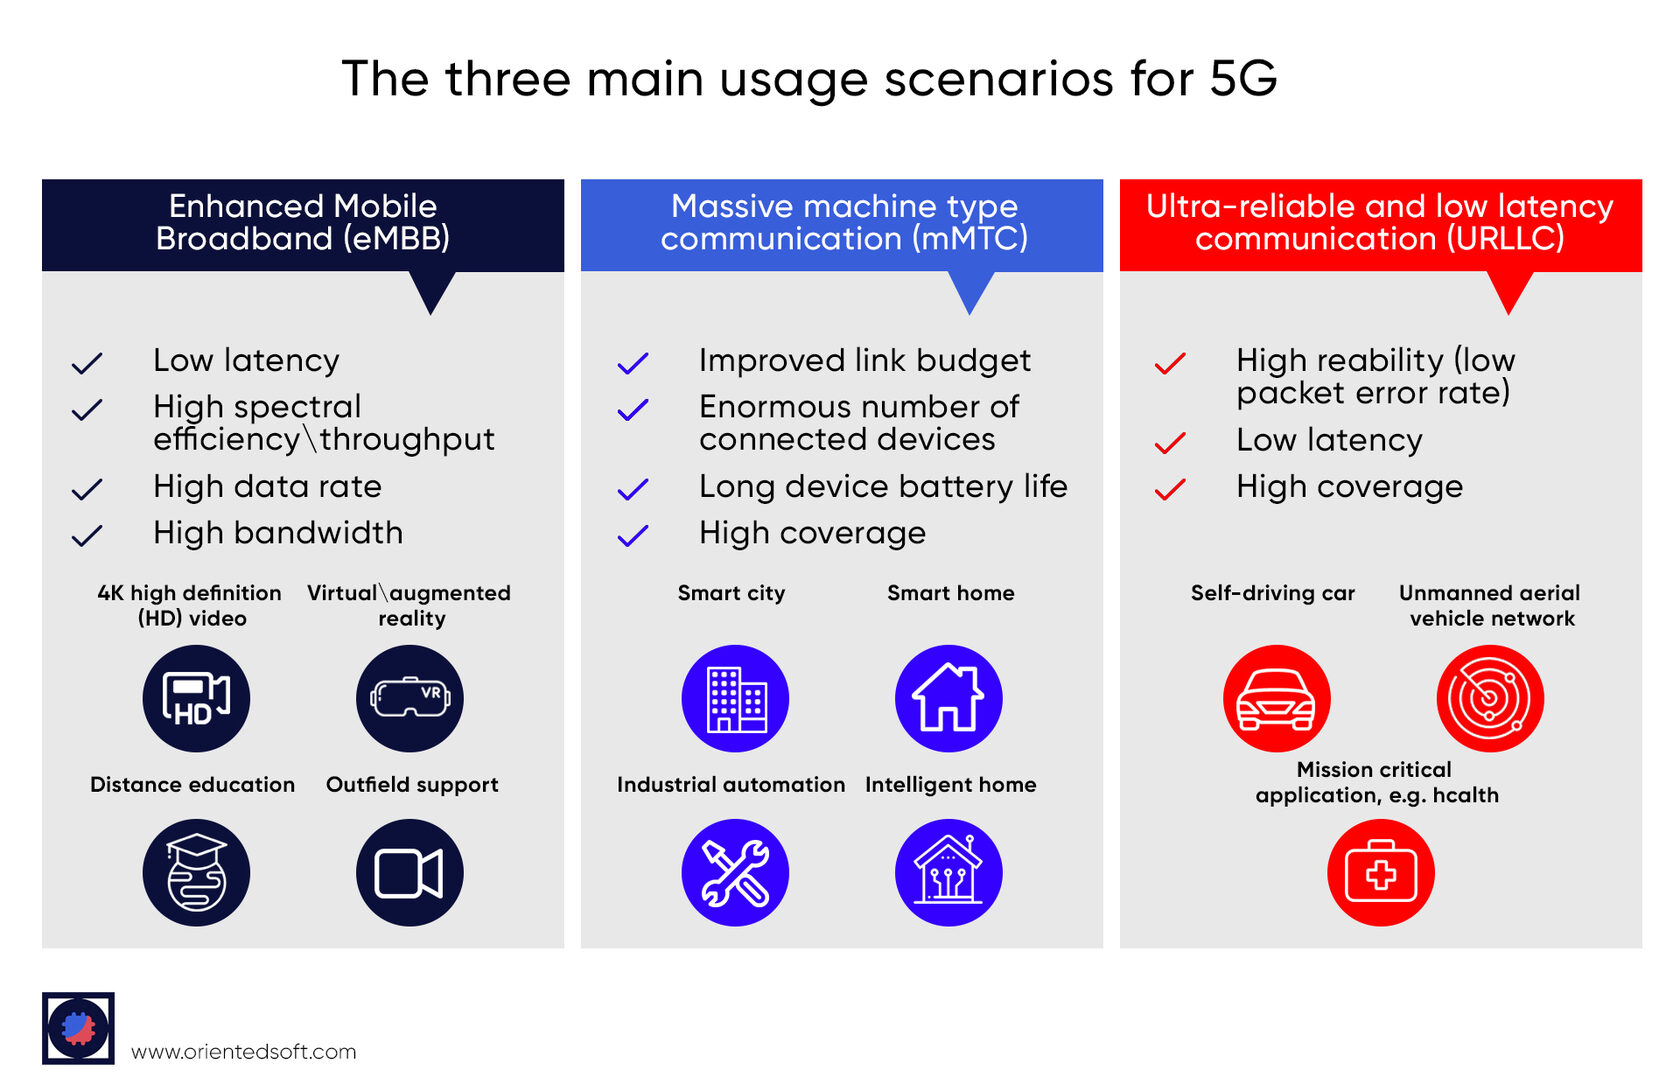 The three main usage scenarios for 5G
Enhanced Mobile
Broadband (eMBB)
Low latency
High spectral
efficiency\throughput
High data rate
High bandwidth
4K high definition
(HD) video
Virtual\augmented
reality
HD
VR
Distance education
Outfield support
Massive machine type
communication (mMTC)
Improved link budget
Enormous number of
connected devices
Long device battery life
High coverage
Smart city
Smart home
Industrial automation
Intelligent home
Ultra-reliable and low latency
communication (URLLC)
High reability (low
packet error rate)
Low latency
High coverage
Self-driving car
Unmanned aerial
vehicle network
Mission critical
application, e.g. hcalth
www.orientedsoft.com